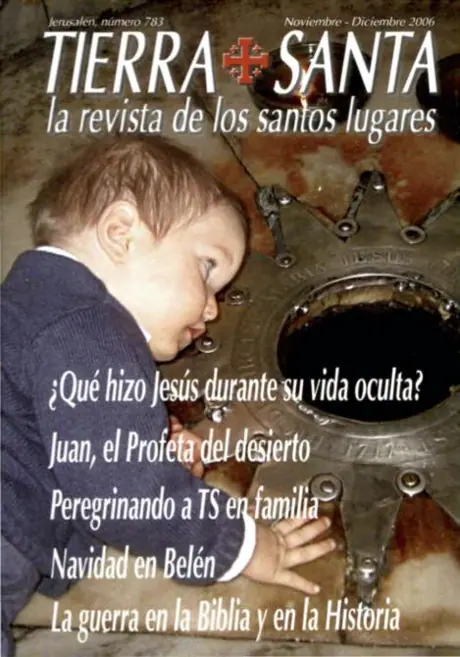 Jerusalén, número 783
Noviembre - Diciembre 2006
TIERRA SANTA
la revista de los santos lugares
¿Qué hizo Jesús durante su vida oculta?
Juan, el Profeta del desierto
Peregrinando a TS en familia
Navidad en Belén
La guerra en la Biblia y en la Historia